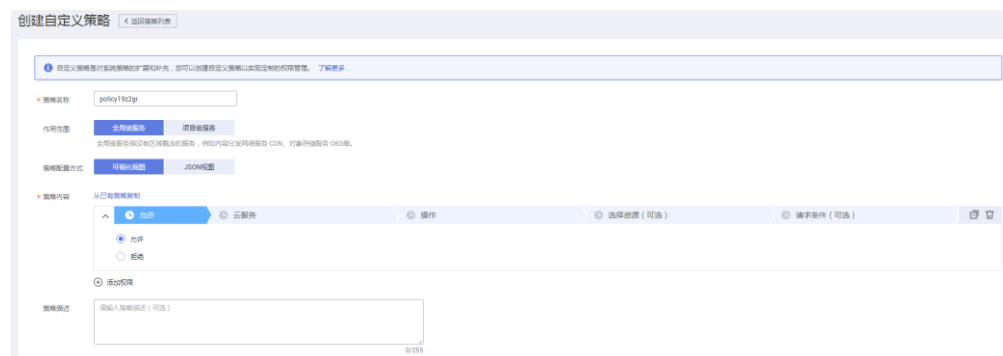 创建自定义策略 < 返回策略列表
自定义策略是对系统策略的扩展和补充，您可以创建自定义策略以实现定制的权限管理。 了解更多...
* 策略名称 policy19z2gr
作用范围 全局级服务 项目级服务
全局级服务指没有区域概念的服务，例如内容分发网络服务 CDN、对象存储服务 OBS等。
策略配置方式 可视化视图 JSON视图
* 策略内容 从已有策略复制
允许 云服务 操作 选择资源（可选） 请求条件（可选）
允许
拒绝
添加权限
策略描述 请输入策略描述（可选）
0/255